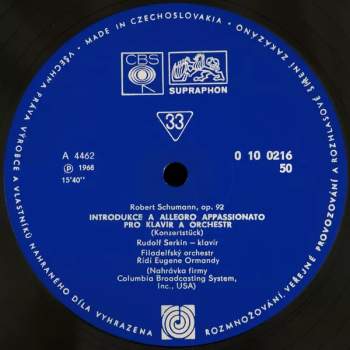 MADE IN CZECHOSLOVAKIA • VŠECHNA PRÁVA VÝROBCE A VLASTNÍKŮ NAHRANÉHO DÍLA VYHRAZENA
ROZMNOŽOVÁNÍ, VEŘEJNÉ PROVOZOVÁNÍ A ROZHLASOVÉ ŠÍŘENÍ ZAKÁZÁNO
CBS
SUPRAPHON
33
A 4462
℗ 1968
15'40"
0 10 0216
50
Robert Schumann, op. 92
INTRODUKCE A ALLEGRO APPASSIONATO
PRO KLAVÍR A ORCHESTR
(Konzertstück)
Rudolf Serkin – klavír
Filadelfský orchestr
Řídí Eugene Ormandy
(Nahrávka firmy
Columbia Broadcasting System,
Inc., USA)